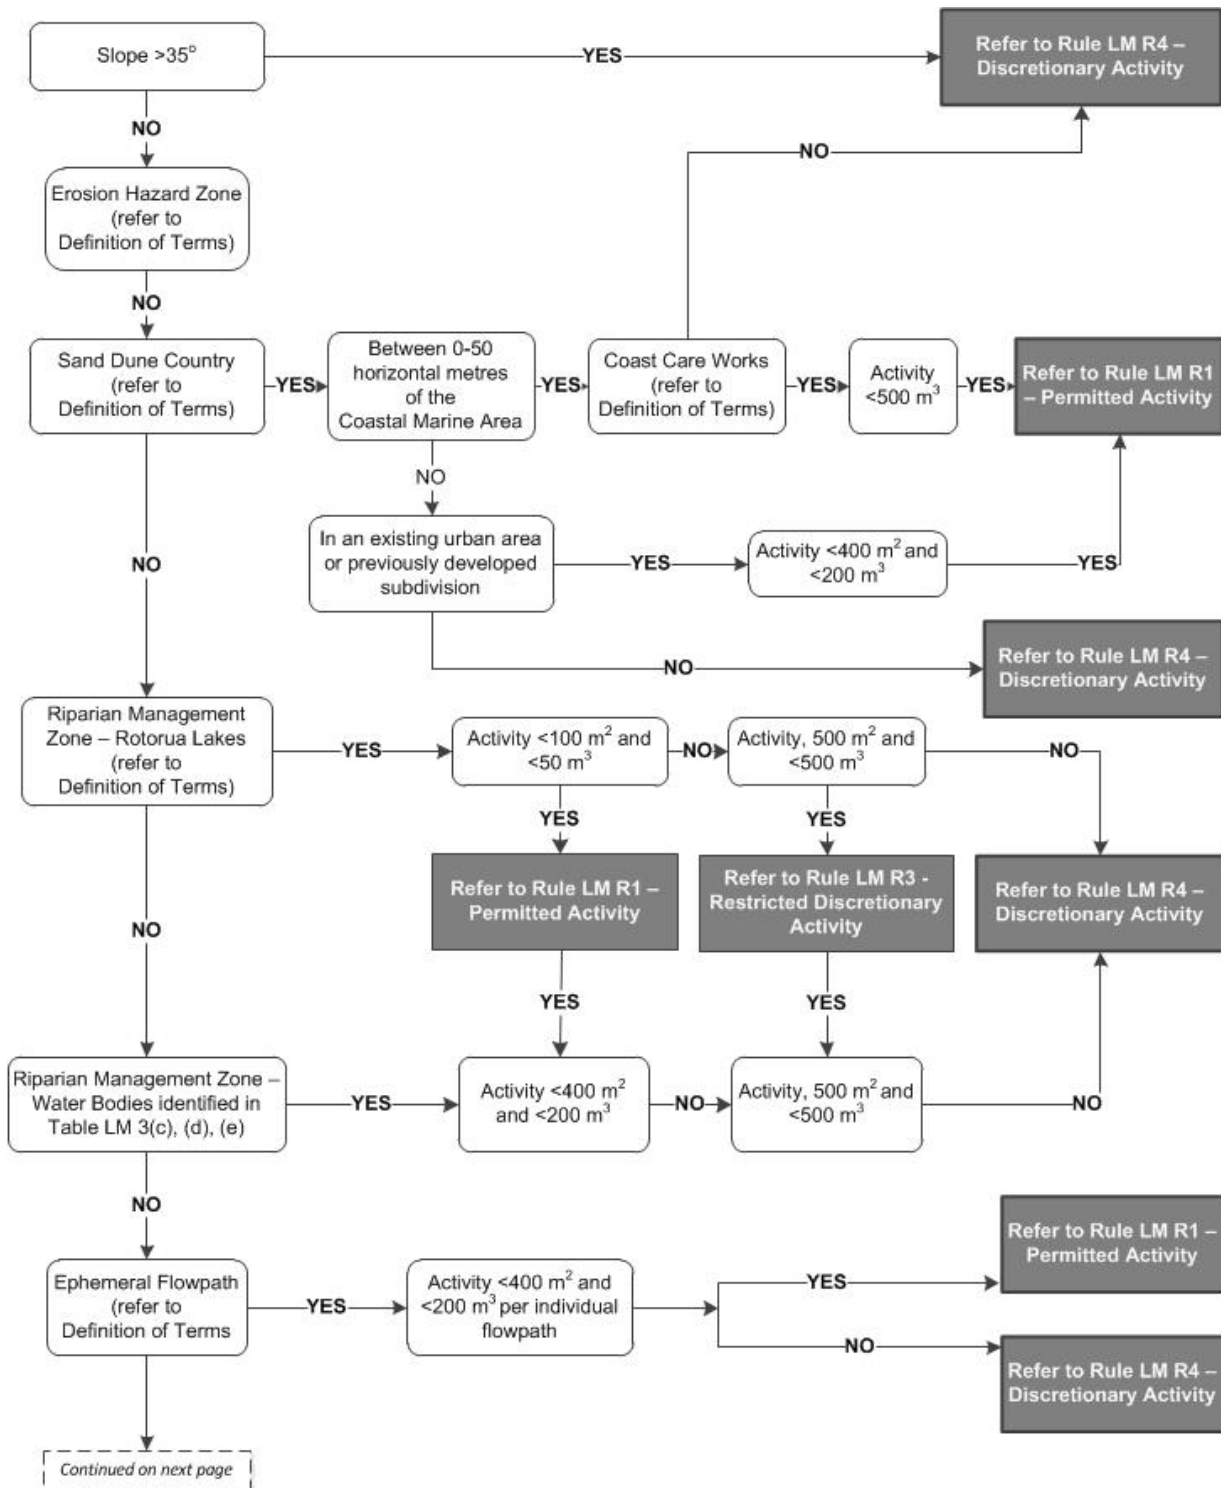 Slope >35°
YES
Refer to Rule LM R4 –
Discretionary Activity
NO
NO
Erosion Hazard Zone
(refer to
Definition of Terms)
NO
Sand Dune Country
(refer to
Definition of Terms)
YES
Between 0-50
horizontal metres
of the
Coastal Marine Area
YES
Coast Care Works
(refer to
Definition of Terms)
YES
Activity
<500 m³
YES
Refer to Rule LM R1
– Permitted Activity
NO
In an existing urban area
or previously developed
subdivision
YES
Activity <400 m² and
<200 m³
YES
NO
NO
Refer to Rule LM R4 –
Discretionary Activity
Riparian Management
Zone – Rotorua Lakes
(refer to
Definition of Terms)
YES
Activity <100 m² and
<50 m³
NO
Activity, 500 m² and
<500 m³
NO
YES
YES
Refer to Rule LM R1 –
Permitted Activity
Refer to Rule LM R3 -
Restricted Discretionary
Activity
Refer to Rule LM R4 –
Discretionary Activity
NO
YES
YES
Riparian Management Zone –
Water Bodies identified in
Table LM 3(c), (d), (e)
YES
Activity <400 m²
and <200 m³
NO
Activity, 500 m² and
<500 m³
NO
NO
Ephemeral Flowpath
(refer to
Definition of Terms
YES
Activity <400 m² and
<200 m³ per individual
flowpath
YES
Refer to Rule LM R1 –
Permitted Activity
NO
Refer to Rule LM R4 –
Discretionary Activity
Continued on next page